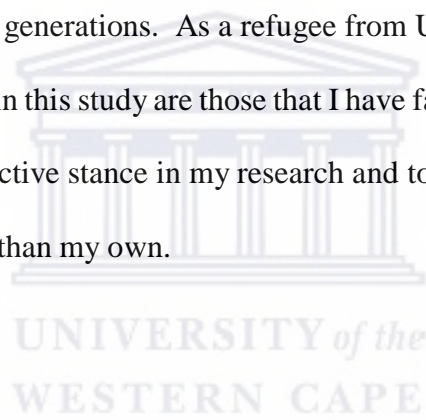 generations. As a refugee from U
in this study are those that I have fa
ctive stance in my research and to
than my own.
UNIVERSITY of the
WESTERN CAPE